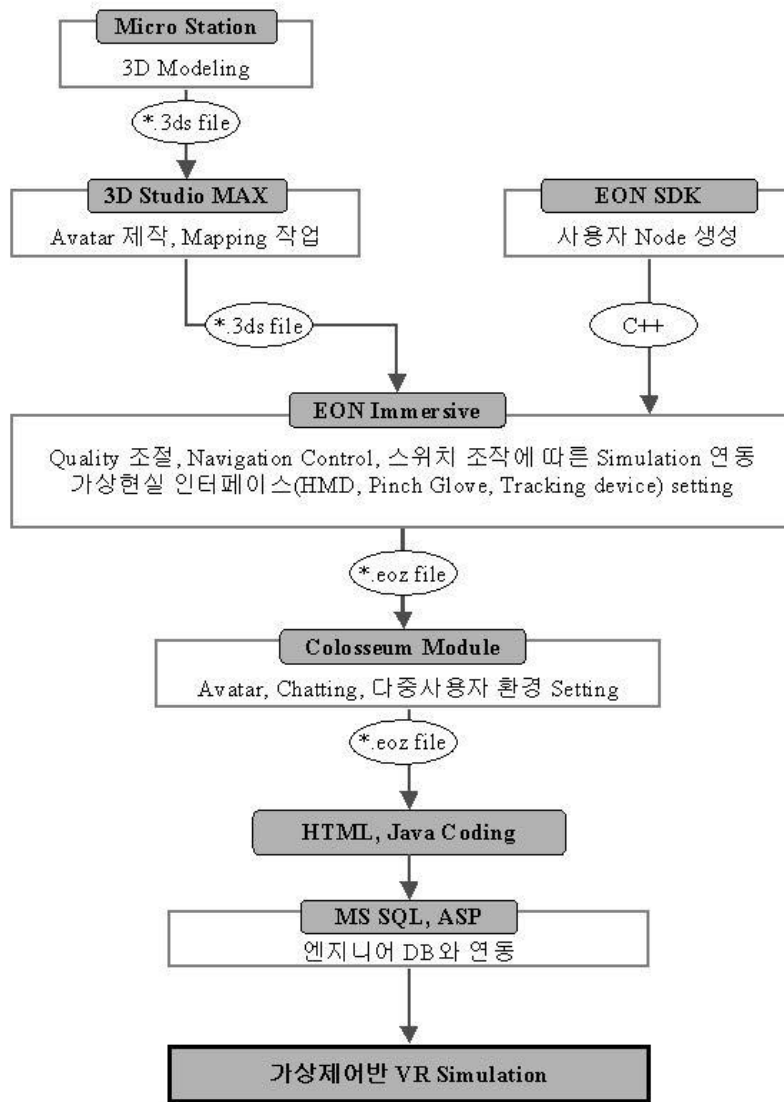 Micro Station
3D Modeling
*.3ds file
3D Studio MAX
Avatar 제작, Mapping 작업
EON SDK
사용자 Node 생성
*.3ds file
C++
EON Immersive
Quality 조절, Navigation Control, 스위치 조작에 따른 Simulation 연동
가상현실 인터페이스(HMD, Pinch Glove, Tracking device) setting
*.eoz file
Colosseum Module
Avatar, Chatting, 다중사용자 환경 Setting
*.eoz file
HTML, Java Coding
MS SQL, ASP
엔지니어 DB와 연동
가상제어반 VR Simulation